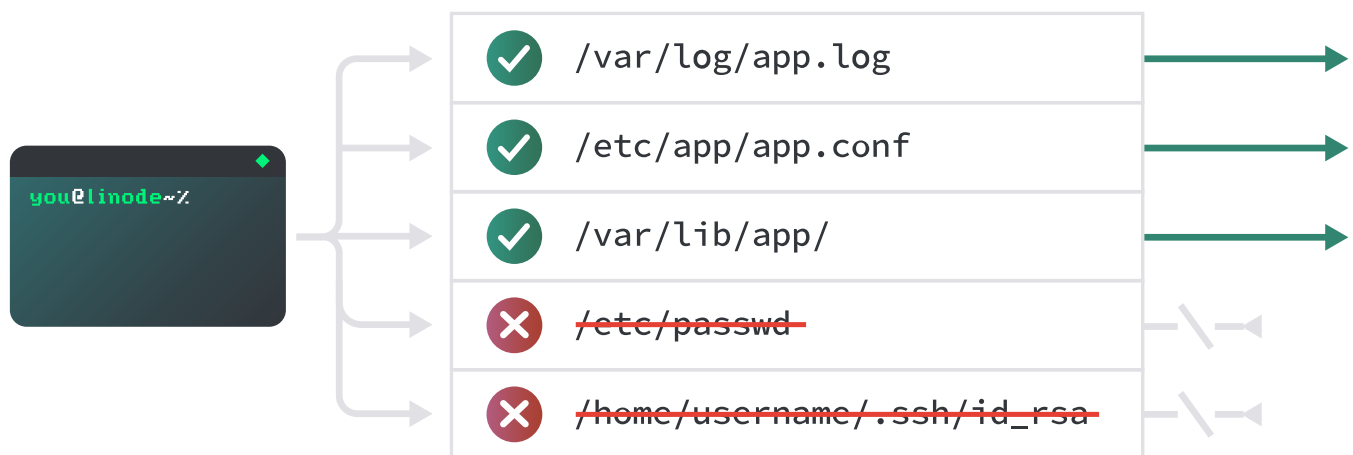 /var/log/app.log
/etc/app/app.conf
you@linode~%
/var/lib/app/
/etc/passwd
/home/username/.ssh/id_rsa